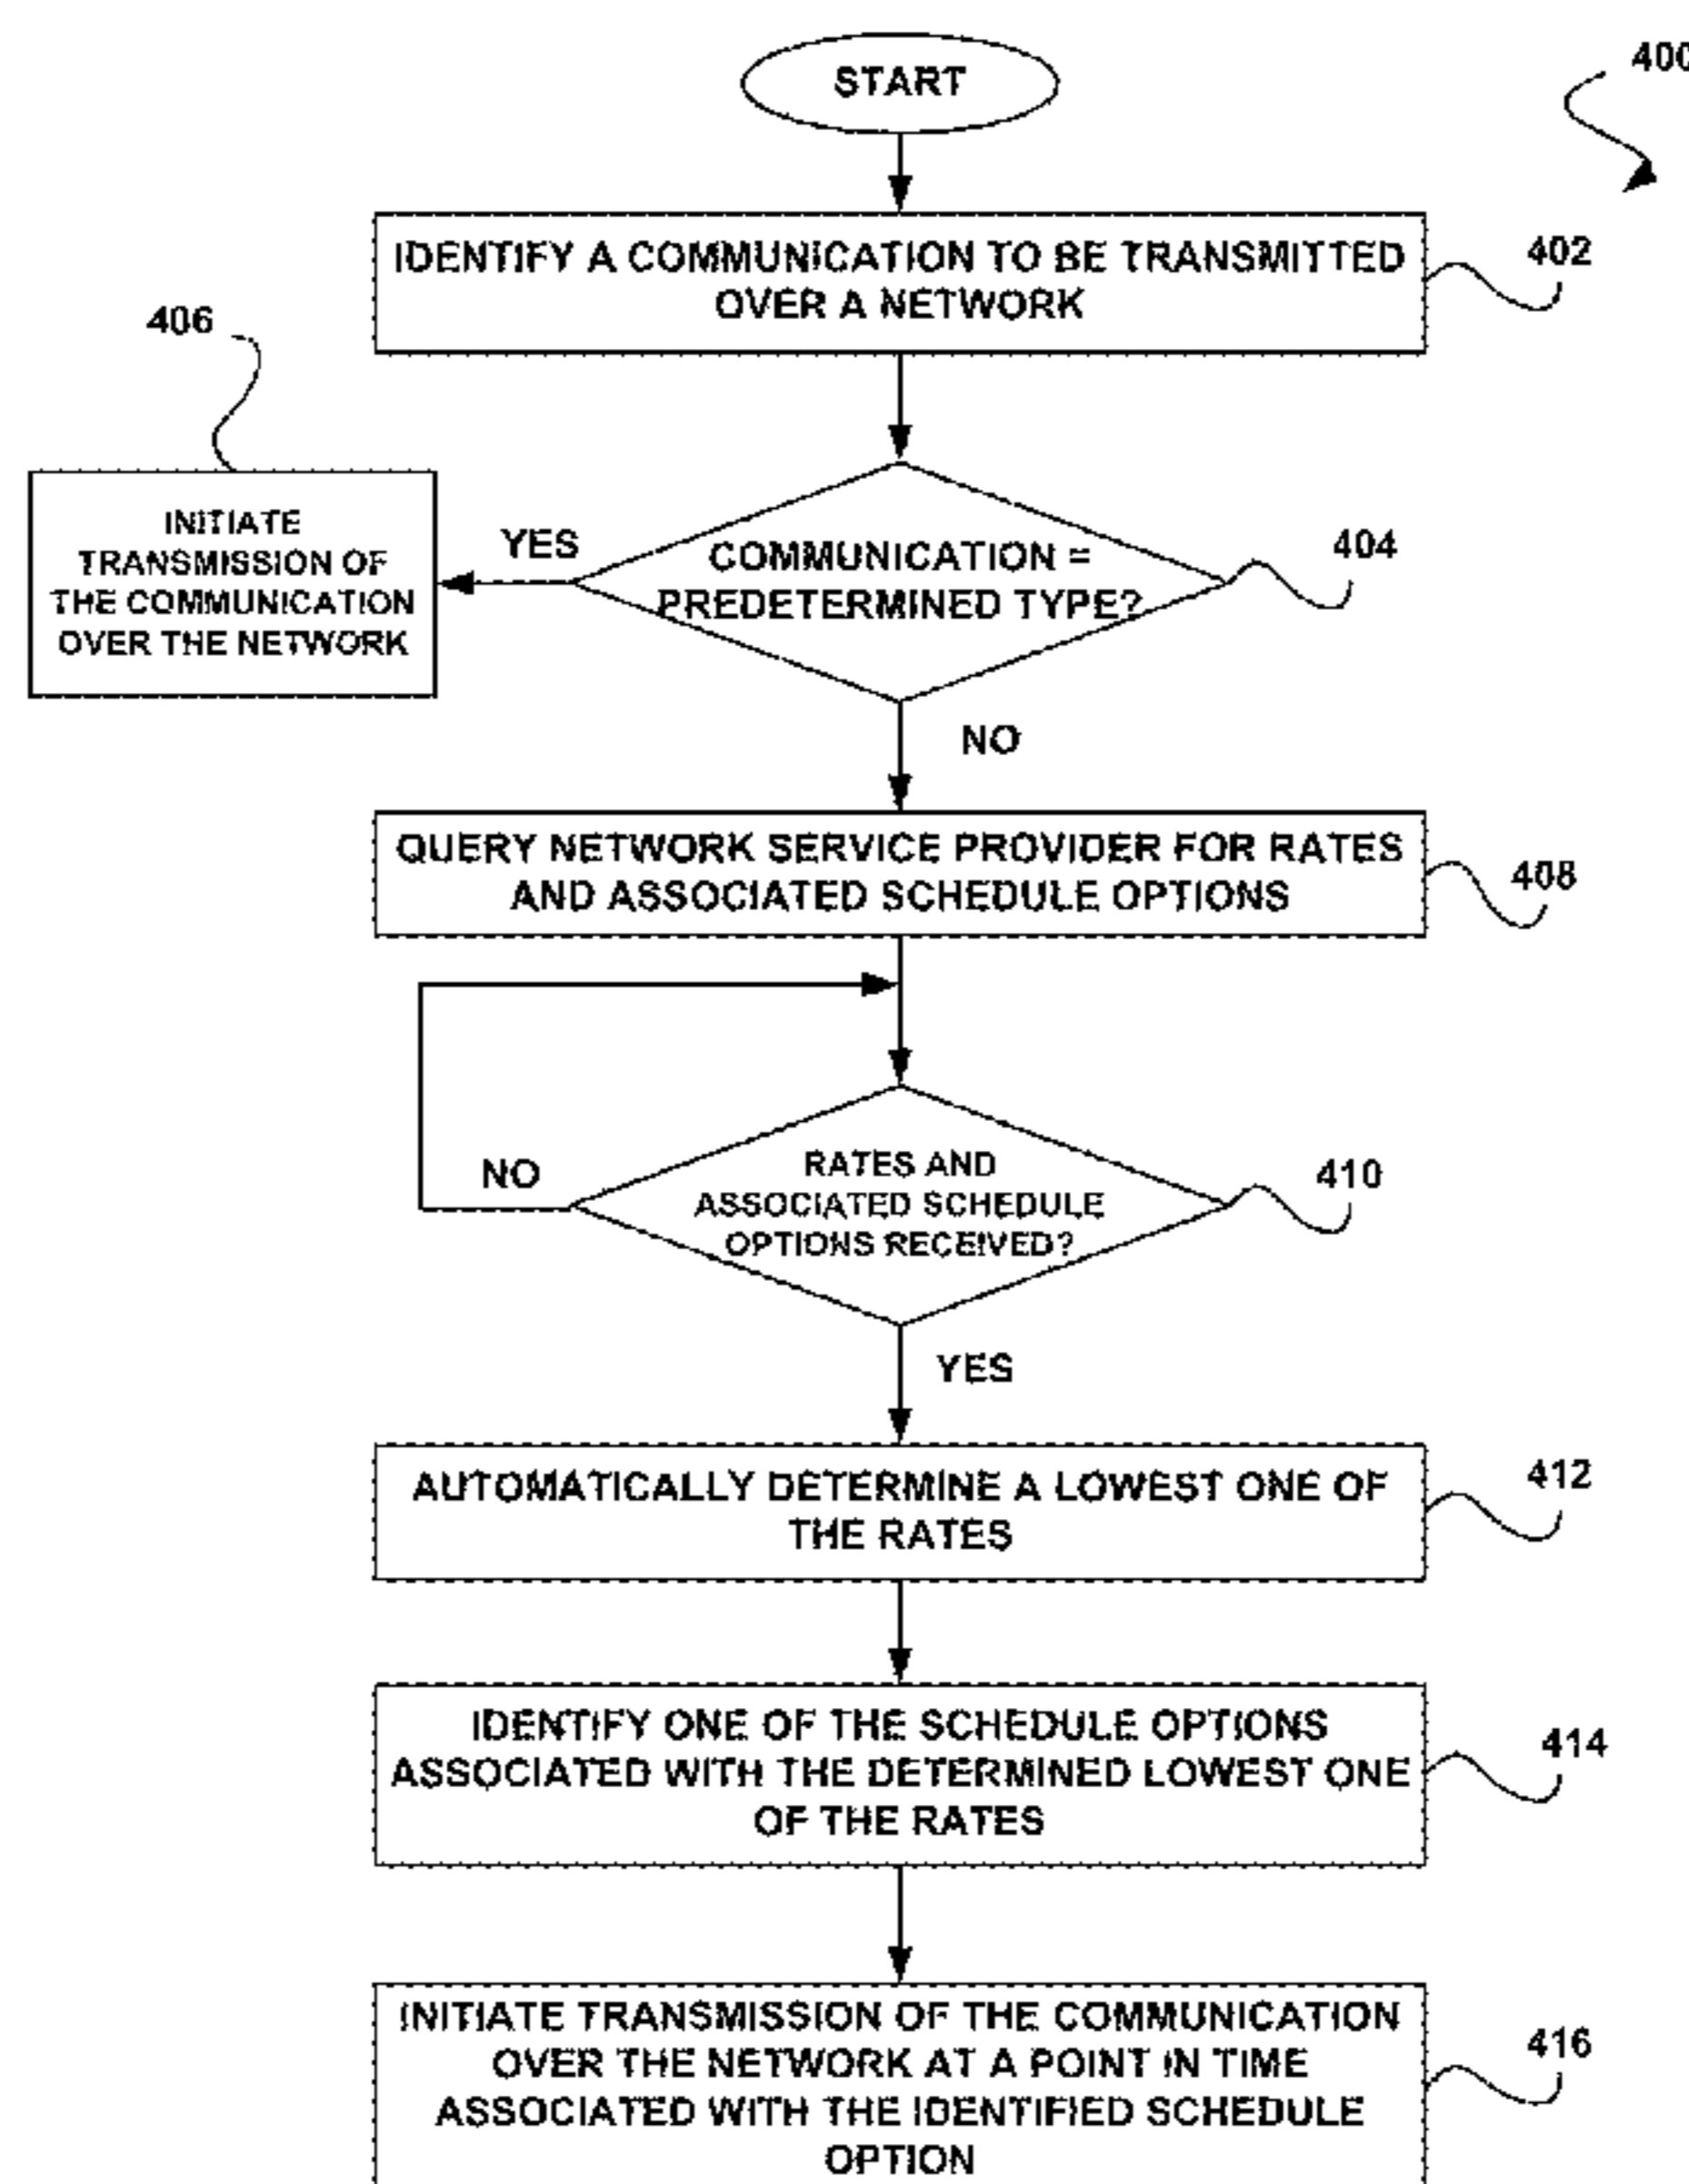 START
400
IDENTIFY A COMMUNICATION TO BE TRANSMITTED
OVER A NETWORK
402
406
INITIATE
TRANSMISSION OF
THE COMMUNICATION
OVER THE NETWORK
YES
COMMUNICATION =
PREDETERMINED TYPE?
404
NO
QUERY NETWORK SERVICE PROVIDER FOR RATES
AND ASSOCIATED SCHEDULE OPTIONS
408
NO
RATES AND
ASSOCIATED SCHEDULE
OPTIONS RECEIVED?
410
YES
AUTOMATICALLY DETERMINE A LOWEST ONE OF
THE RATES
412
IDENTIFY ONE OF THE SCHEDULE OPTIONS
ASSOCIATED WITH THE DETERMINED LOWEST ONE
OF THE RATES
414
INITIATE TRANSMISSION OF THE COMMUNICATION
OVER THE NETWORK AT A POINT IN TIME
ASSOCIATED WITH THE IDENTIFIED SCHEDULE
OPTION
416